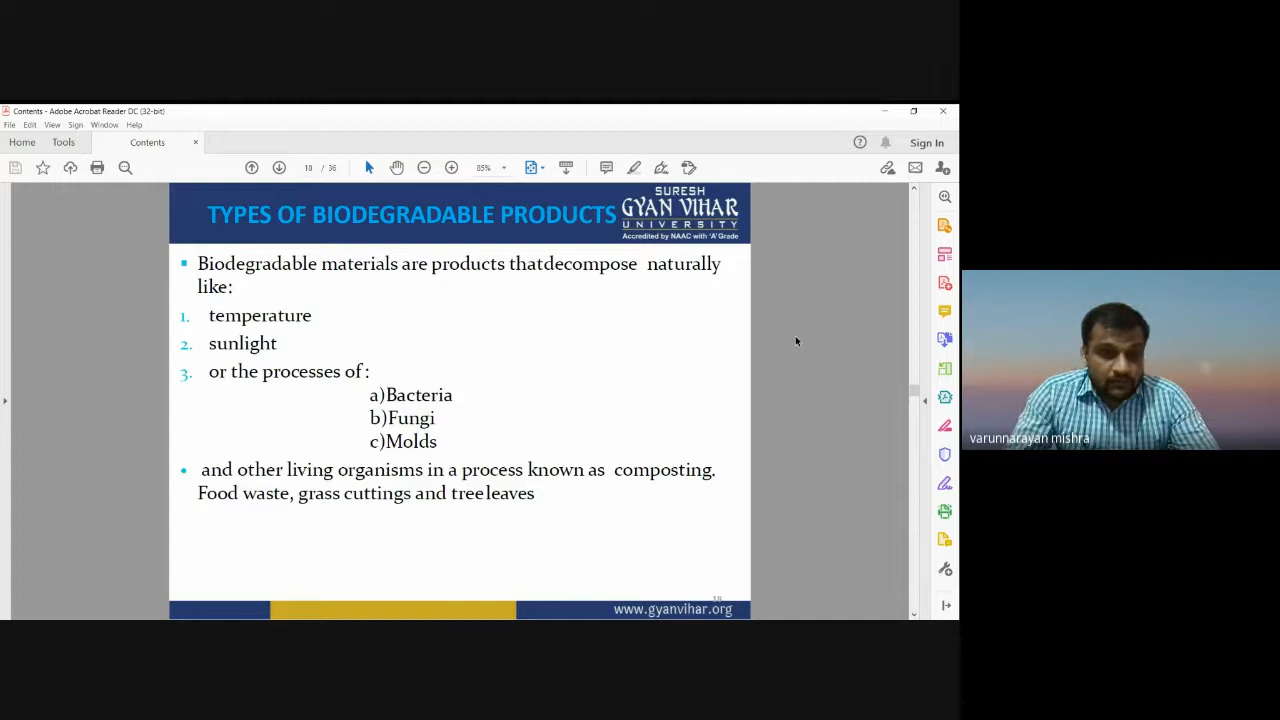 Contents - Adobe Acrobat Reader DC (32-bit)
File Edit View Sign Window Help
Home Tools Contents Sign In
18 / 36 85%
TYPES OF BIODEGRADABLE PRODUCTS
SURESH
GYAN VIHAR
UNIVERSITY
Accredited by NAAC with 'A' Grade
Biodegradable materials are products thatdecompose naturally
like:
1. temperature
2. sunlight
3. or the processes of :
a)Bacteria
b)Fungi
c)Molds
and other living organisms in a process known as composting.
Food waste, grass cuttings and tree leaves
18
www.gyanvihar.org
varunnarayan mishra